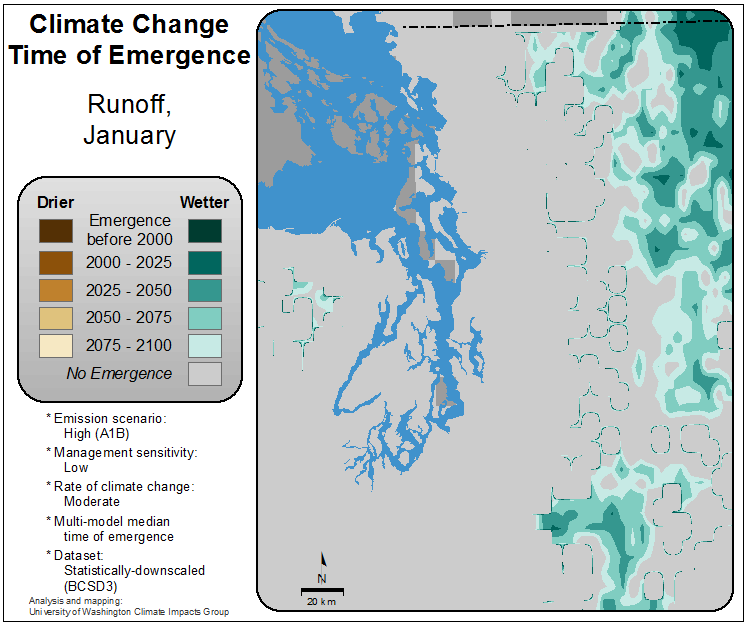 Climate Change
Time of Emergence
Runoff,
January
Drier Wetter
Emergence
before 2000
2000 - 2025
2025 - 2050
2050 - 2075
2075 - 2100
No Emergence
* Emission scenario:
High (A1B)
* Management sensitivity:
Low
* Rate of climate change:
Moderate
* Multi-model median
time of emergence
* Dataset:
Statistically-downscaled
(BCSD3)
Analysis and mapping:
University of Washington Climate Impacts Group
N
20 km